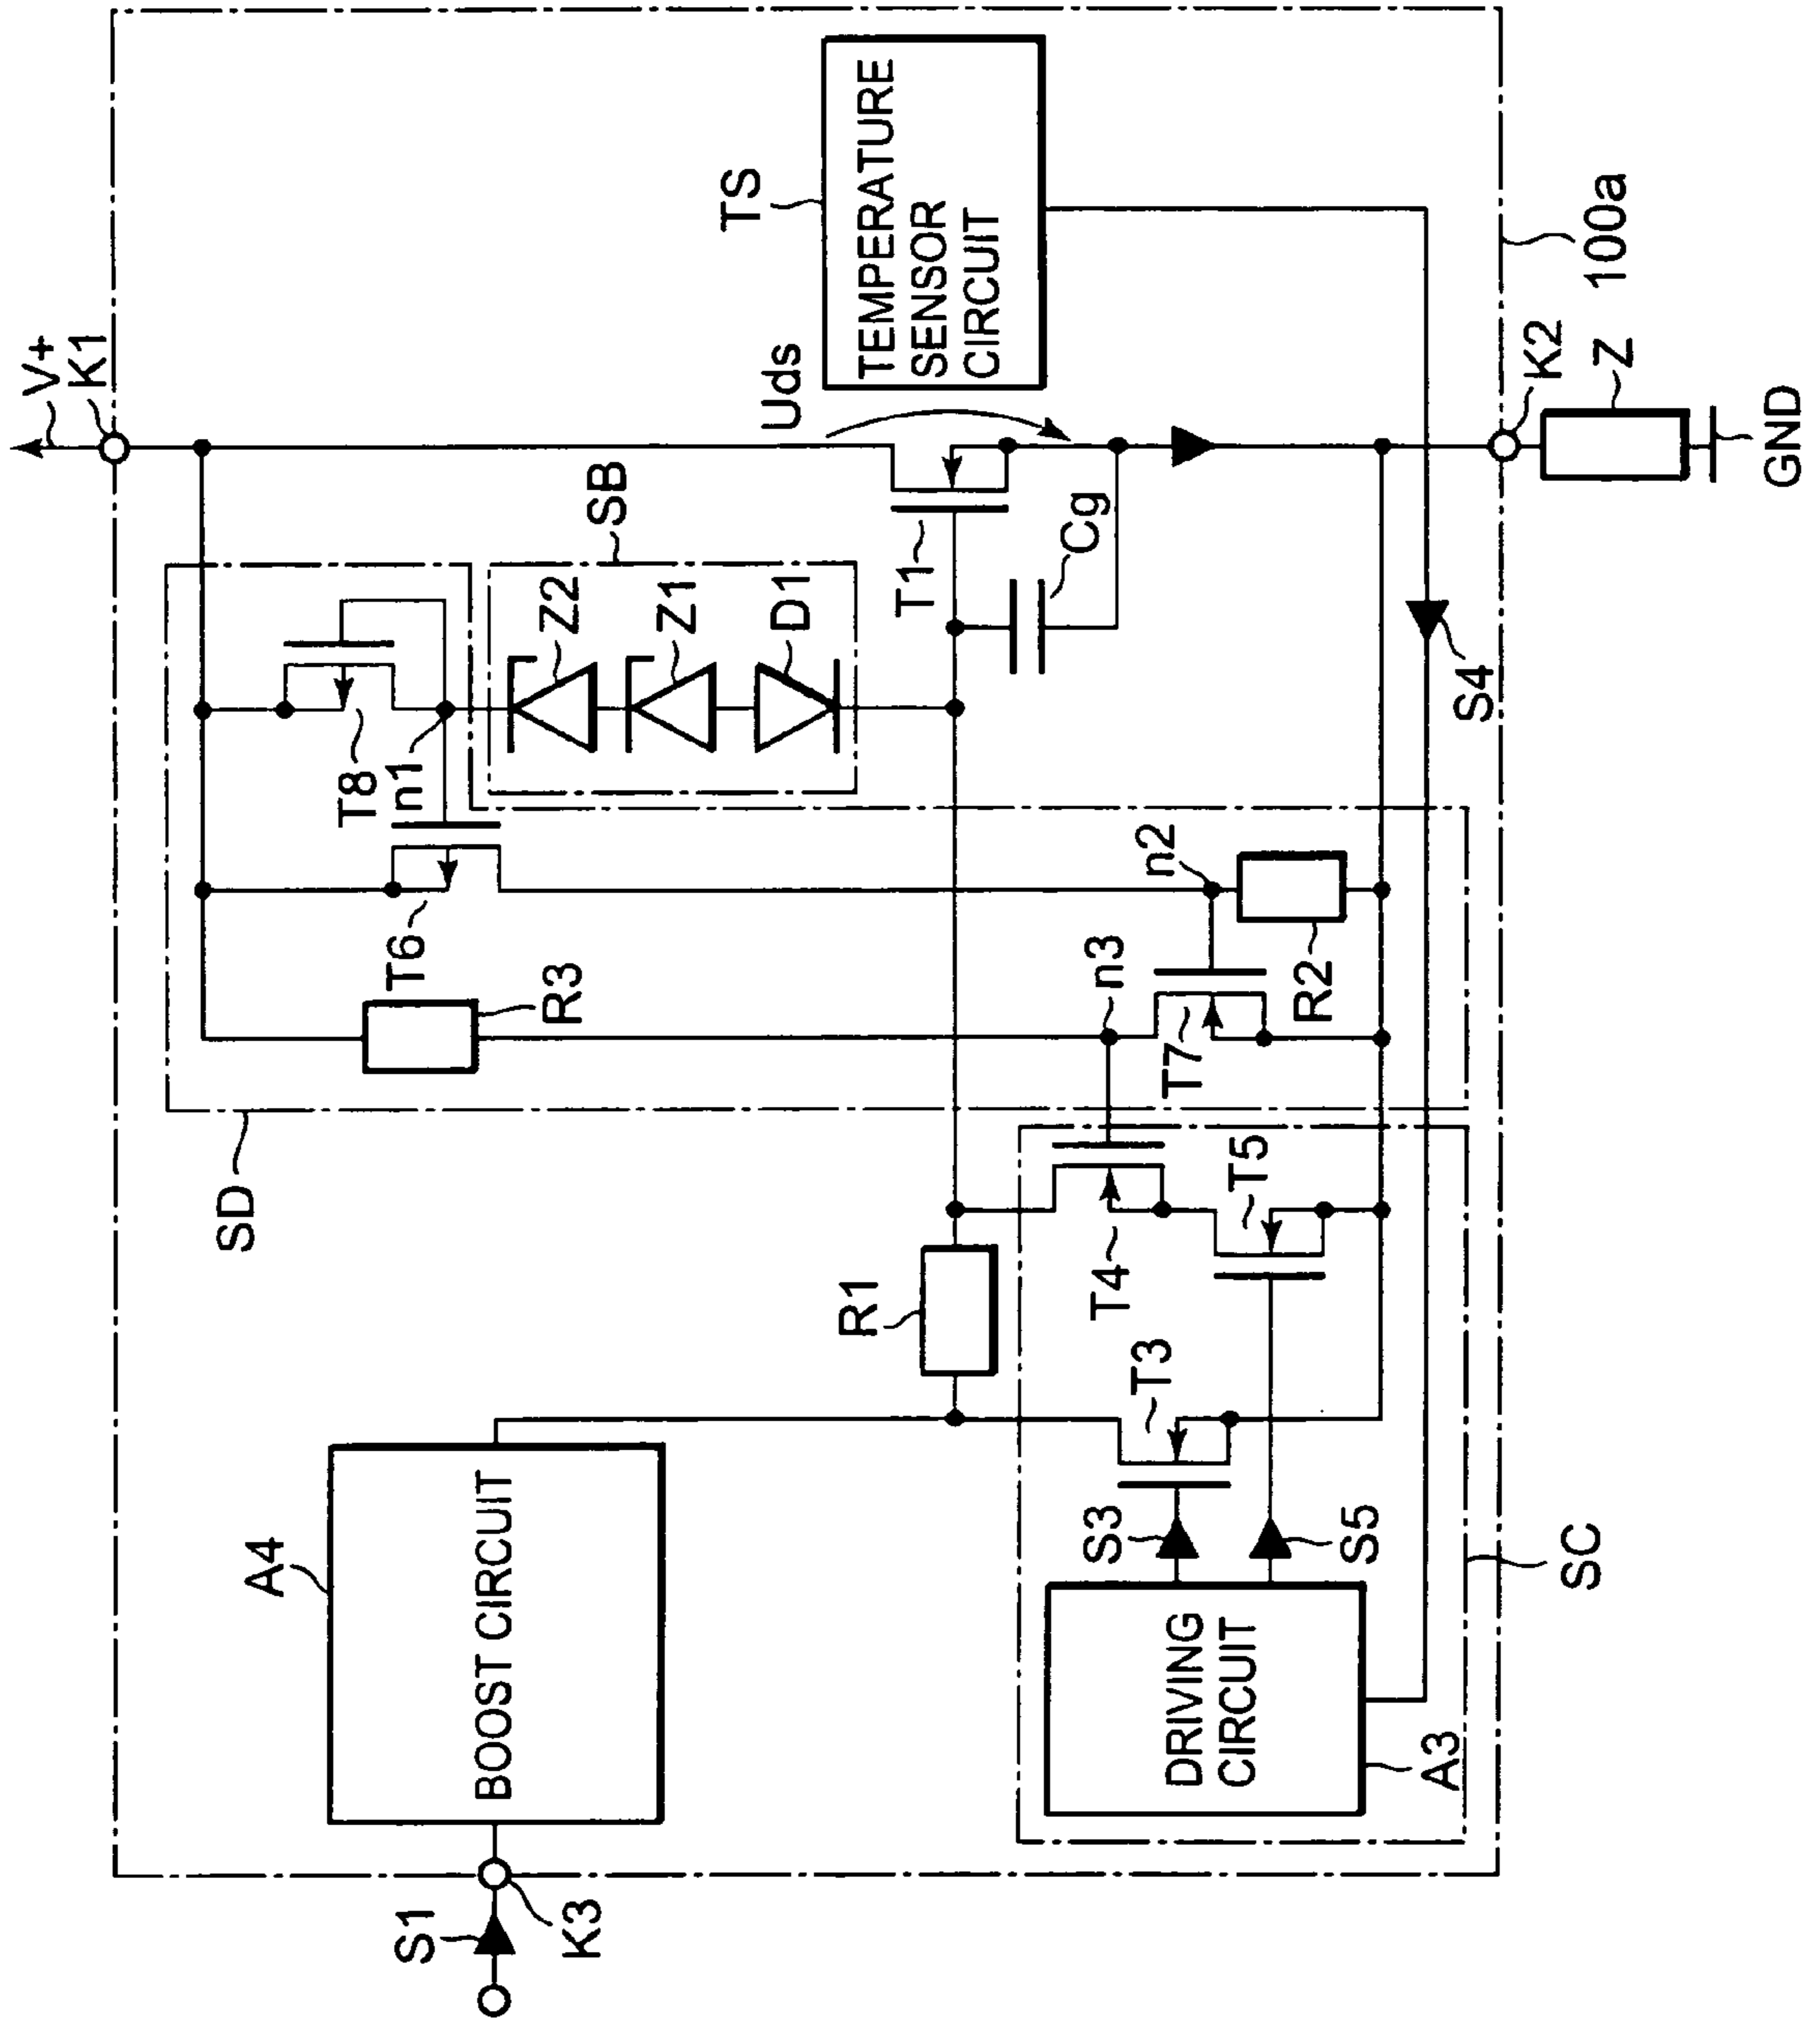 V+
K1
TS
TEMPERATURE
SENSOR
CIRCUIT
Uds
SB
Z2
Z1
D1
T1
Cg
S4
100a
K2
Z
GND
T8
n1
T6
R3
n2
n3
T7
R2
SD
R1
T4
T5
T3
S3
S5
SC
A4
BOOST CIRCUIT
DRIVING
CIRCUIT
A3
S1
K3